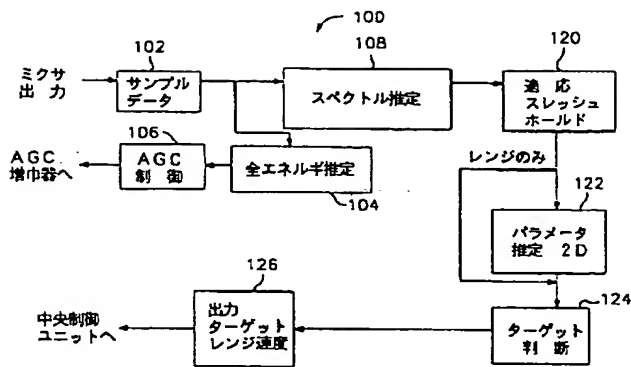 100
108
102
120
ミクサ
出力
サンプル
データ
スペクトル推定
適応
スレッシュ
ホールド
106
AGC
増巾器へ
AGC
制御
全エネル半推定
104
レンジのみ
122
パラメータ
推定 2D
126
124
中央制御
ユニットへ
出力
ターゲット
レンジ速度
ターゲット
判断